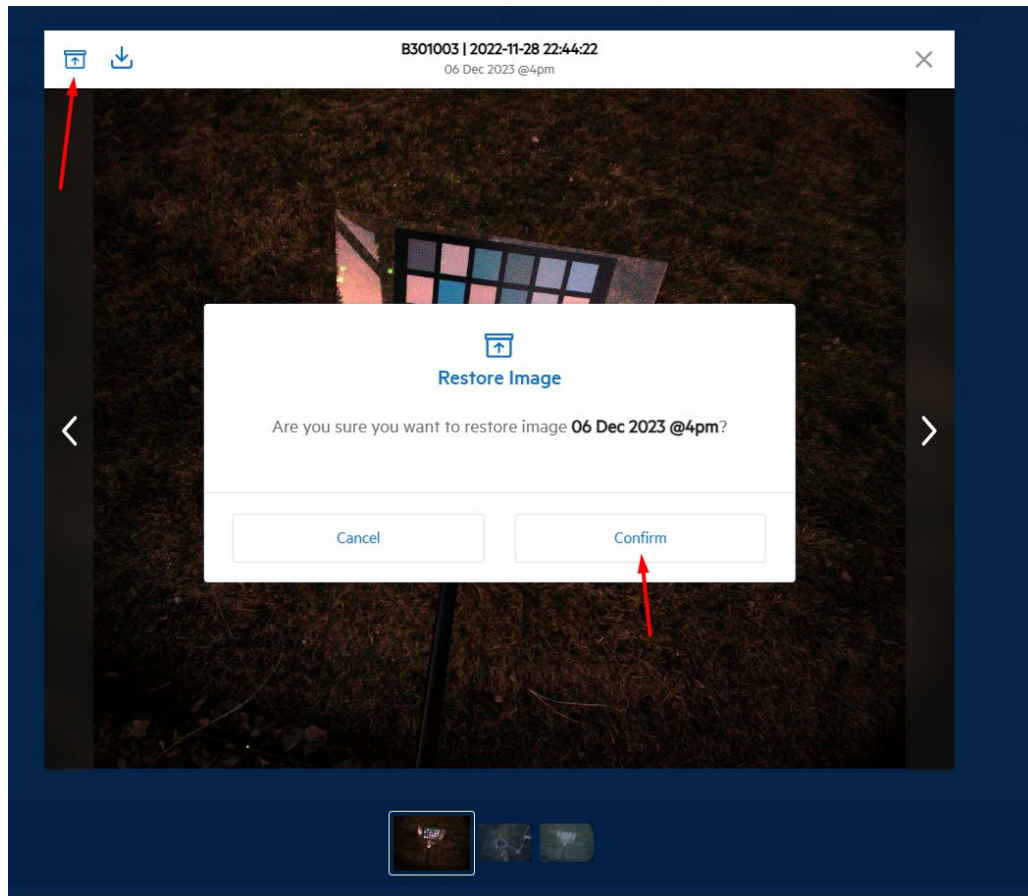 B301003 | 2022-11-28 22:44:22
06 Dec 2023 @4pm
Restore Image
Are you sure you want to restore image 06 Dec 2023 @4pm?
Cancel
Confirm